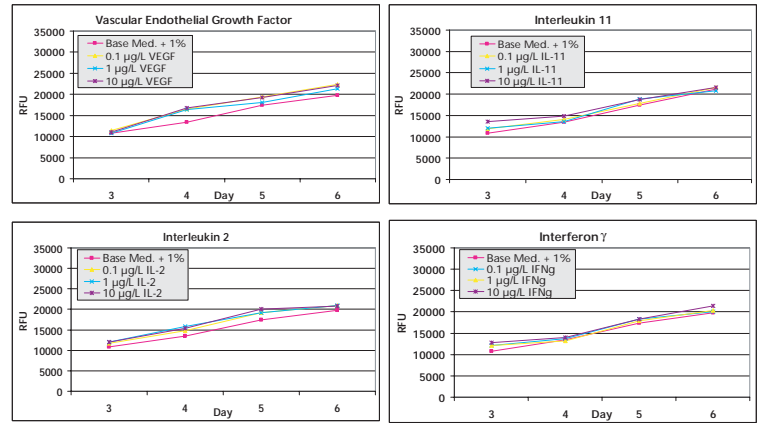 Vascular Endothelial Growth Factor
35000
30000
25000
20000
15000
10000
5000
0
RFU
Base Med. + 1%
0.1 µg/L VEGF
1 µg/L VEGF
10 µg/L VEGF
3 4 Day 5 6
Interleukin 11
35000
30000
25000
20000
15000
10000
5000
0
RFU
Base Med. + 1%
0.1 µg/L IL-11
1 µg/L IL-11
10 µg/L IL-11
3 4 Day 5 6
Interleukin 2
35000
30000
25000
20000
15000
10000
5000
0
RFU
Base Med. + 1%
0.1 µg/L IL-2
1 µg/L IL-2
10 µg/L IL-2
3 4 Day 5 6
Interferon γ
35000
30000
25000
20000
15000
10000
5000
0
RFU
Base Med. + 1%
0.1 µg/L IFNg
1 µg/L IFNg
10 µg/L IFNg
3 4 Day 5 6